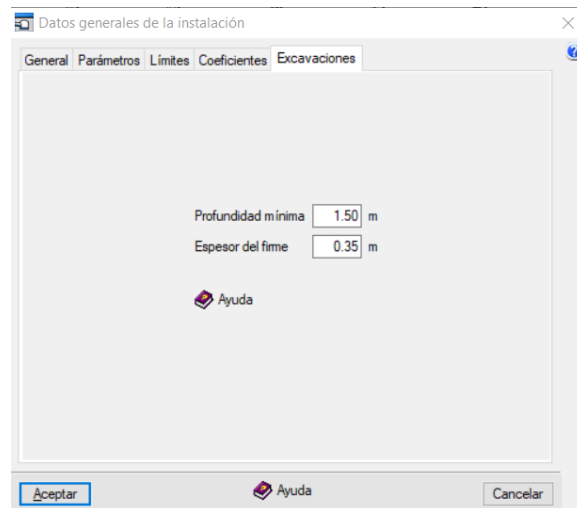 Datos generales de la instalación
General Parámetros Límites Coeficientes Excavaciones
Profundidad mínima 1.50 m
Espesor del firme 0.35 m
Ayuda
Aceptar Ayuda Cancelar